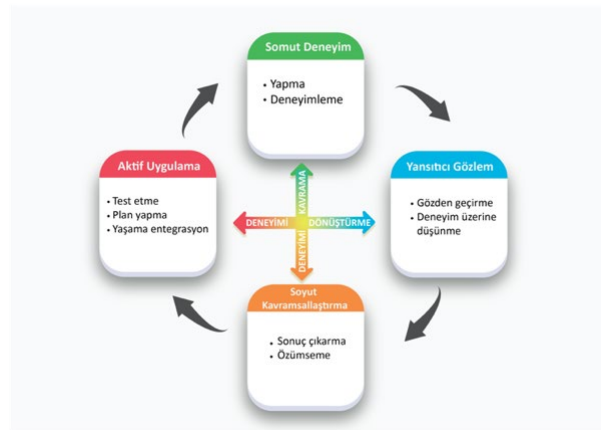 Somut Deneyim
• Yapma
• Deneyimleme
Aktif Uygulama
• Test etme
• Plan yapma
• Yaşama entegrasyon
Yansıtıcı Gözlem
• Gözden geçirme
• Deneyim üzerine
düşünme
KAVRAMA
DENEYİMİ
DENEYİMİ
DÖNÜŞTÜRME
Soyut
Kavramsallaştırma
• Sonuç çıkarma
• Özümseme